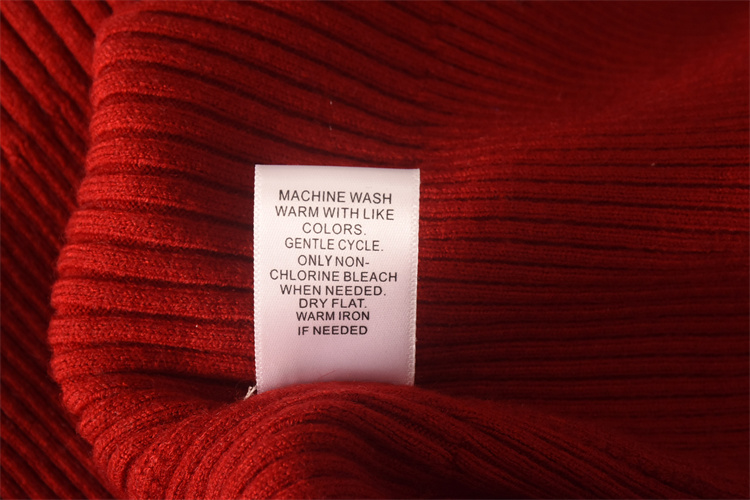 MACHINE WASH
WARM WITH LIKE
COLORS.
GENTLE CYCLE.
ONLY NON-
CHLORINE BLEACH
WHEN NEEDED.
DRY FLAT.
WARM IRON
IF NEEDED